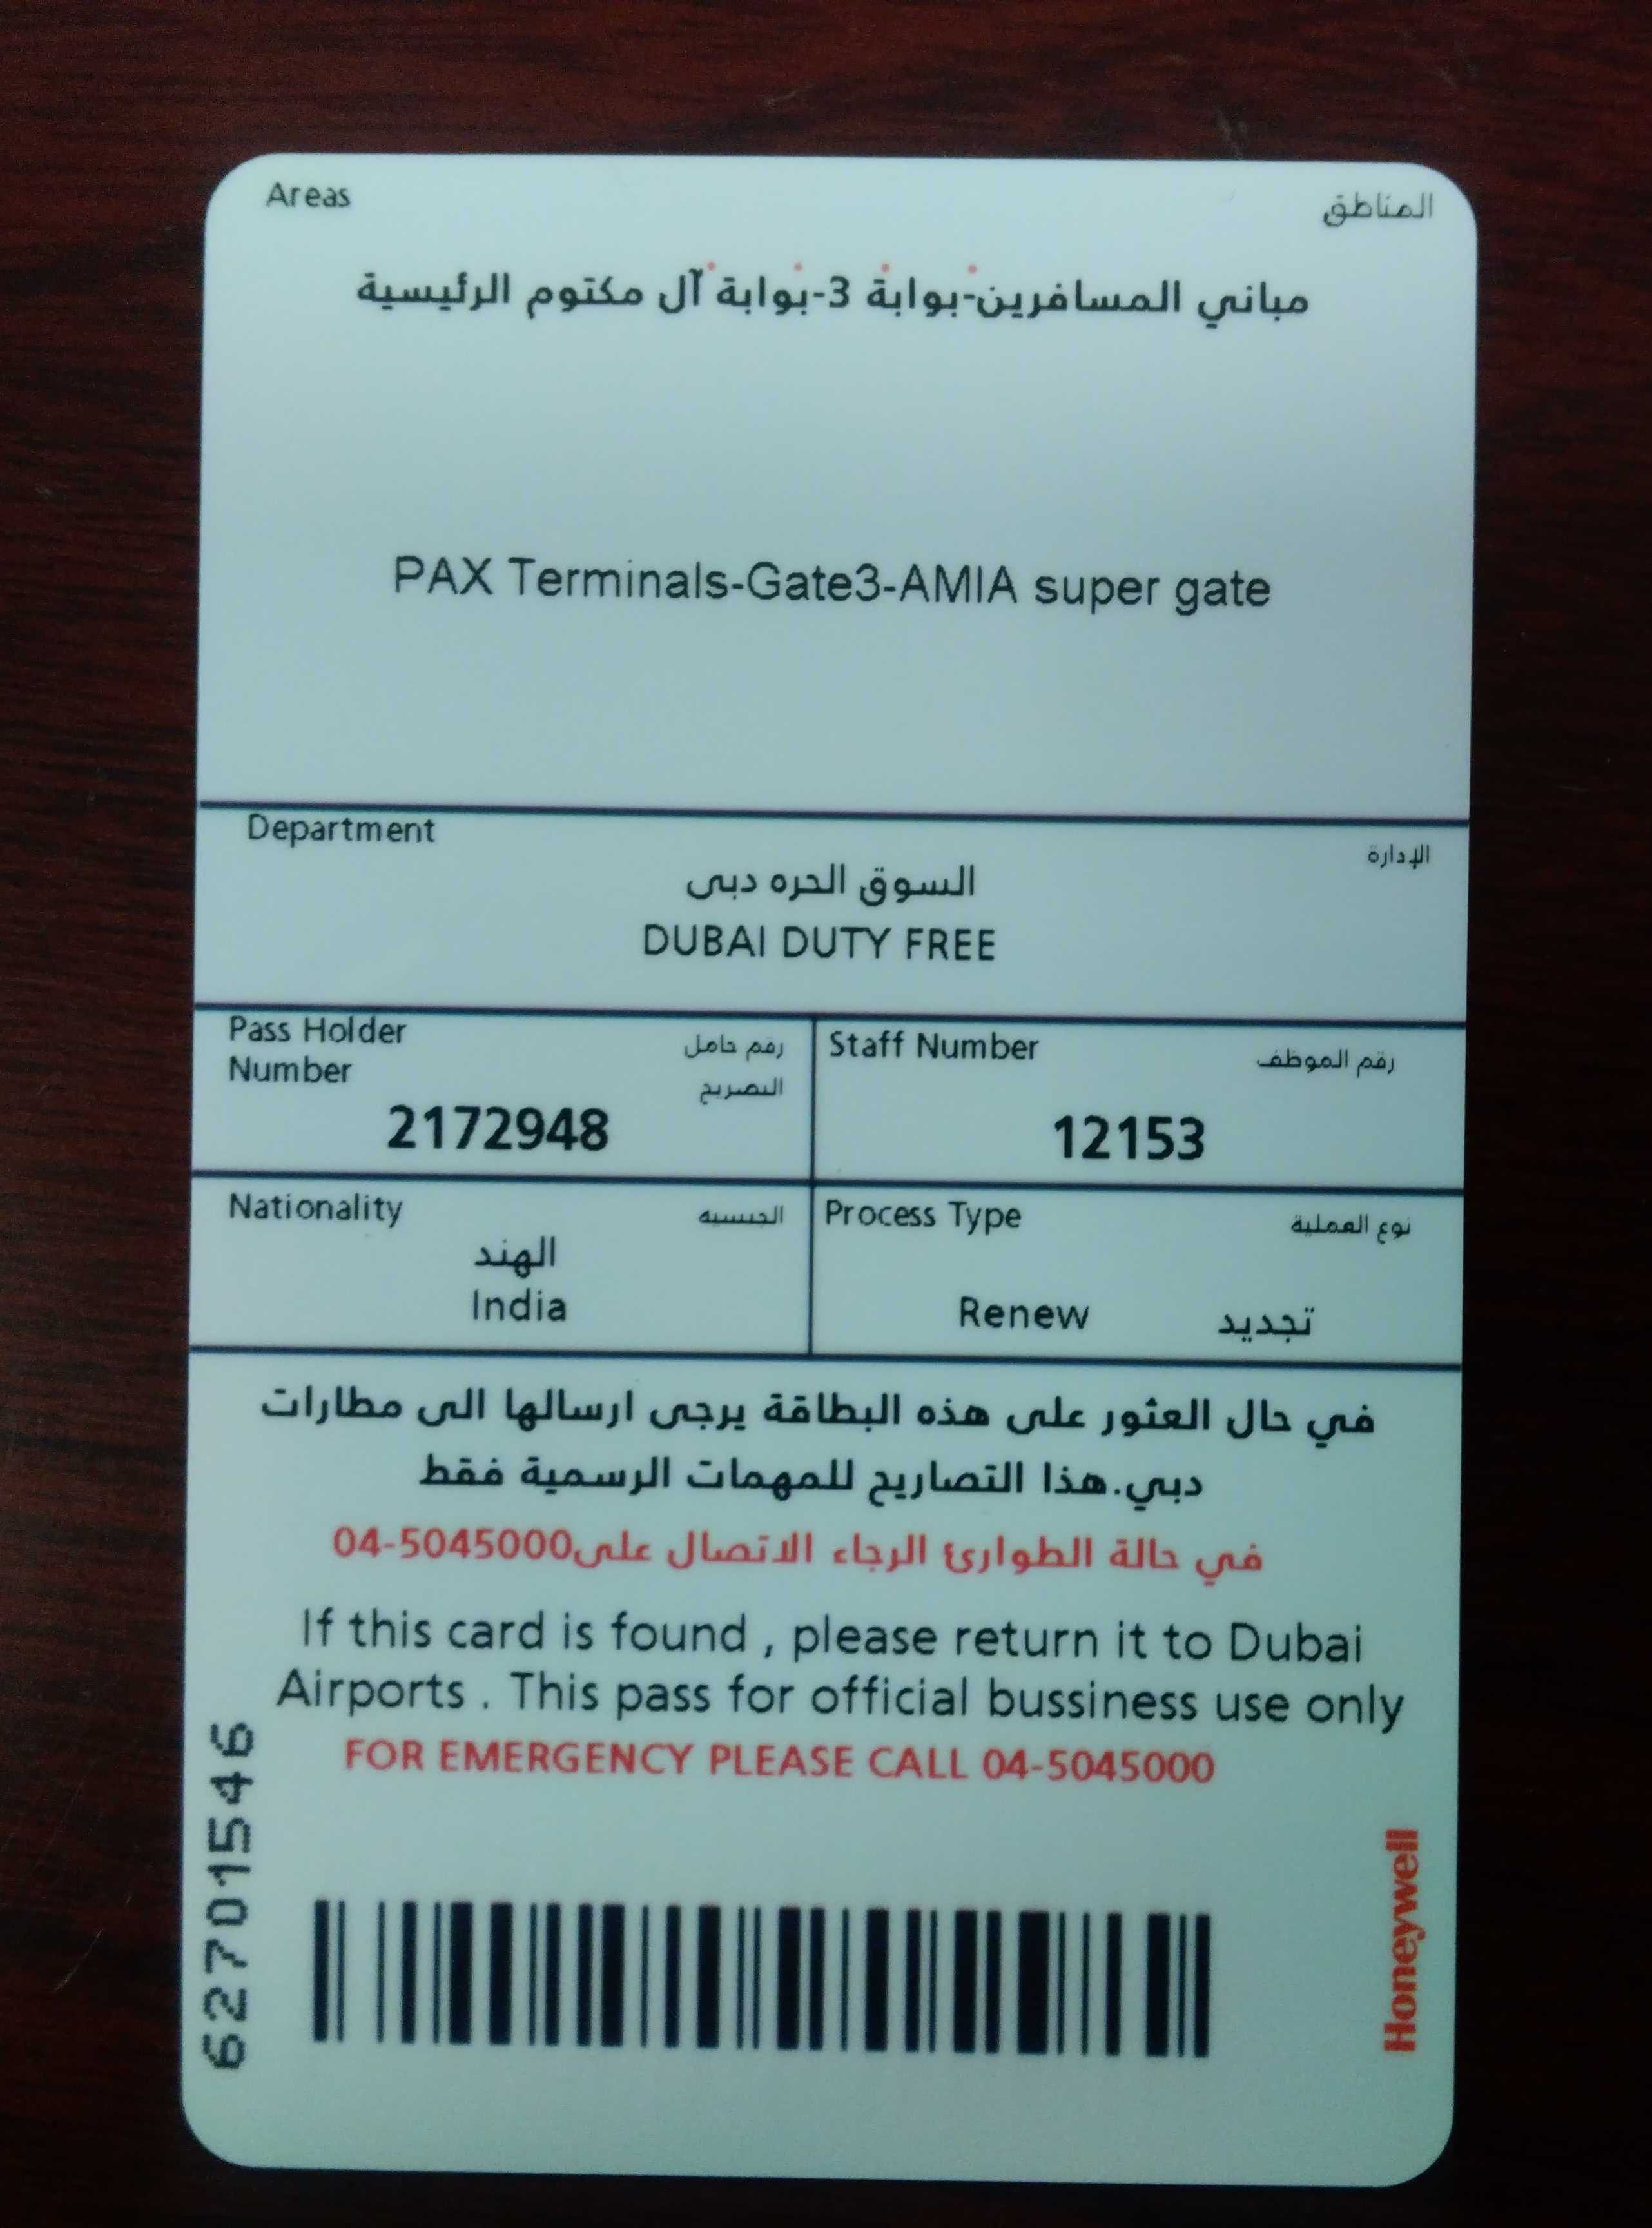 Areas المناطق
مباني المسافرين-بوابة 3-بوابة آل مكتوم الرئيسية
PAX Terminals-Gate3-AMIA super gate
Department الإدارة
السوق الحره دبى
DUBAI DUTY FREE
Pass Holder رقم حامل
Number التصريح
2172948
Staff Number رقم الموظف
12153
Nationality الجنسية
الهند
India
Process Type نوع العملية
Renew تجديد
في حال العثور على هذه البطاقة يرجى ارسالها الى مطارات
دبي.هذا التصاريح للمهمات الرسمية فقط
في حالة الطوارئ الرجاء الاتصال على04-5045000
If this card is found , please return it to Dubai
Airports . This pass for official bussiness use only
FOR EMERGENCY PLEASE CALL 04-5045000
62701546
Honeywell